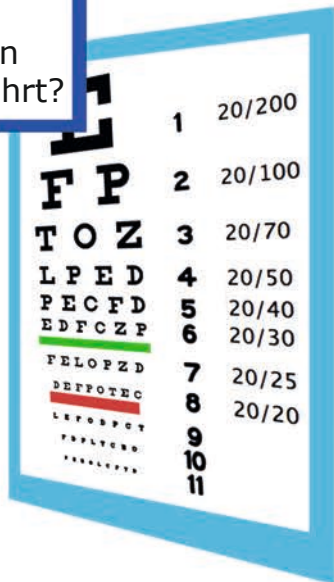 n
hrt?
E 1 20/200
F P 2 20/100
T O Z 3 20/70
L P E D 4 20/50
P E C F D 5 20/40
E D F C Z P 6 20/30
F E L O P Z D 7 20/25
D E F P O T E C 8 20/20
L E F O D P C T 9
F D P L T C E O 10
11